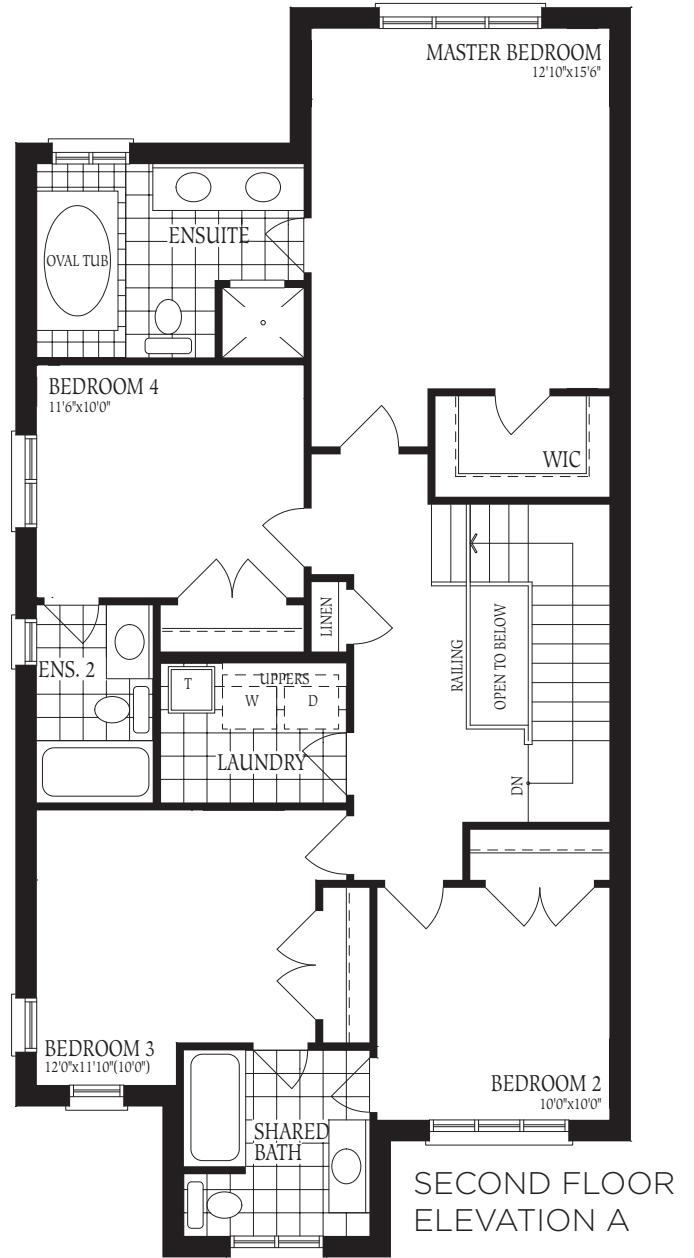 MASTER BEDROOM
12'10"x15'6"
ENSUITE
OVAL TUB
BEDROOM 4
11'6"x10'0"
WIC
LINEN
RAILING
OPEN TO BELOW
ENS. 2
T
UPPERS
W
D
LAUNDRY
DN
BEDROOM 3
12'0"x11'10"(10'0")
BEDROOM 2
10'0"x10'0"
SHARED
BATH
SECOND FLOOR
ELEVATION A